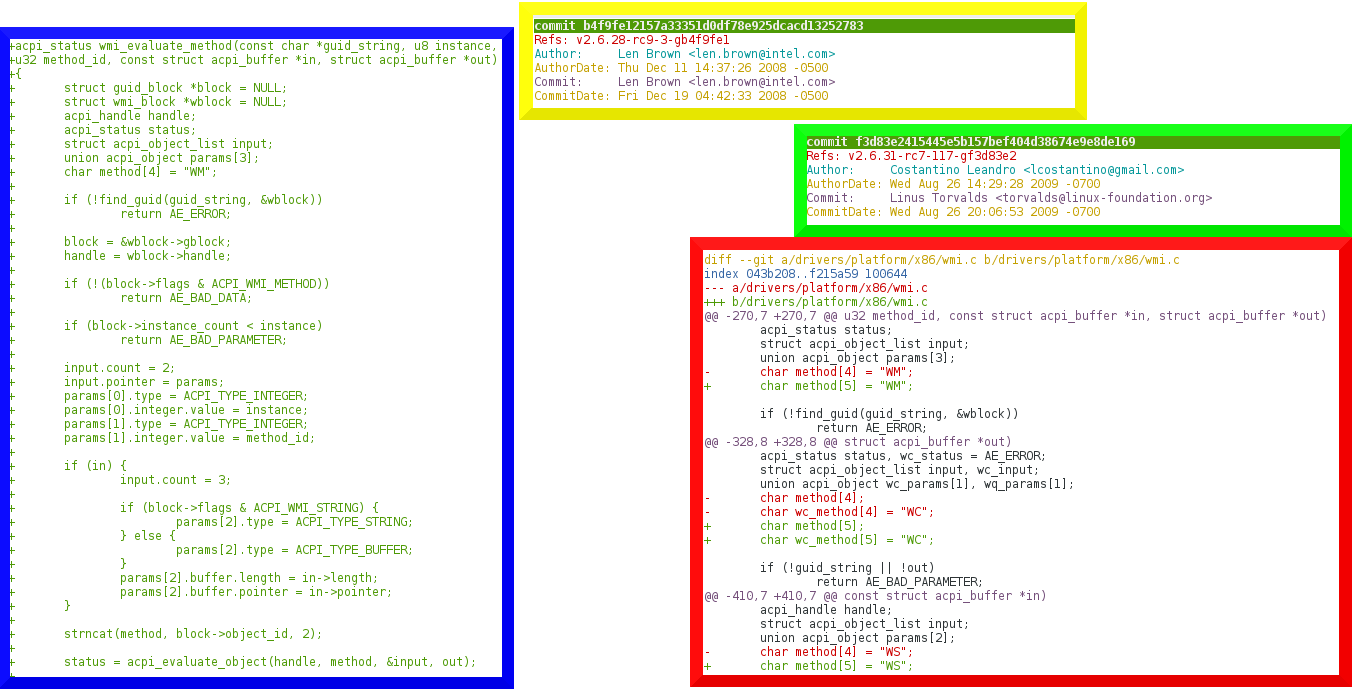 +acpi_status wmi_evaluate_method(const char *guid_string, u8 instance,
+u32 method_id, const struct acpi_buffer *in, struct acpi_buffer *out)
+{
+       struct guid_block *block = NULL;
+       struct wmi_block *wblock = NULL;
+       acpi_handle handle;
+       acpi_status status;
+       struct acpi_object_list input;
+       union acpi_object params[3];
+       char method[4] = "WM";
+
+       if (!find_guid(guid_string, &wblock))
+               return AE_ERROR;
+
+       block = &wblock->gblock;
+       handle = wblock->handle;
+
+       if (!(block->flags & ACPI_WMI_METHOD))
+               return AE_BAD_DATA;
+
+       if (block->instance_count < instance)
+               return AE_BAD_PARAMETER;
+
+       input.count = 2;
+       input.pointer = params;
+       params[0].type = ACPI_TYPE_INTEGER;
+       params[0].integer.value = instance;
+       params[1].type = ACPI_TYPE_INTEGER;
+       params[1].integer.value = method_id;
+
+       if (in) {
+               input.count = 3;
+
+               if (block->flags & ACPI_WMI_STRING) {
+                       params[2].type = ACPI_TYPE_STRING;
+               } else {
+                       params[2].type = ACPI_TYPE_BUFFER;
+               }
+               params[2].buffer.length = in->length;
+               params[2].buffer.pointer = in->pointer;
+       }
+
+       strncat(method, block->object_id, 2);
+
+       status = acpi_evaluate_object(handle, method, &input, out);
+
commit b4f9fe12157a33351d0df78e925dcacd13252783
Refs: v2.6.28-rc9-3-gb4f9fe1
Author:     Len Brown <len.brown@intel.com>
AuthorDate: Thu Dec 11 14:37:26 2008 -0500
Commit:     Len Brown <len.brown@intel.com>
CommitDate: Fri Dec 19 04:42:33 2008 -0500
commit f3d83e2415445e5b157bef404d38674e9e8de169
Refs: v2.6.31-rc7-117-gf3d83e2
Author:     Costantino Leandro <lcostantino@gmail.com>
AuthorDate: Wed Aug 26 14:29:28 2009 -0700
Commit:     Linus Torvalds <torvalds@linux-foundation.org>
CommitDate: Wed Aug 26 20:06:53 2009 -0700
diff --git a/drivers/platform/x86/wmi.c b/drivers/platform/x86/wmi.c
index 043b208..f215a59 100644
--- a/drivers/platform/x86/wmi.c
+++ b/drivers/platform/x86/wmi.c
@@ -270,7 +270,7 @@ u32 method_id, const struct acpi_buffer *in, struct acpi_buffer *out)
        acpi_status status;
        struct acpi_object_list input;
        union acpi_object params[3];
-       char method[4] = "WM";
+       char method[5] = "WM";

        if (!find_guid(guid_string, &wblock))
                return AE_ERROR;
@@ -328,8 +328,8 @@ struct acpi_buffer *out)
        acpi_status status, wc_status = AE_ERROR;
        struct acpi_object_list input, wc_input;
        union acpi_object wc_params[1], wq_params[1];
-       char method[4];
-       char wc_method[4] = "WC";
+       char method[5];
+       char wc_method[5] = "WC";

        if (!guid_string || !out)
                return AE_BAD_PARAMETER;
@@ -410,7 +410,7 @@ const struct acpi_buffer *in)
        acpi_handle handle;
        struct acpi_object_list input;
        union acpi_object params[2];
-       char method[4] = "WS";
+       char method[5] = "WS";